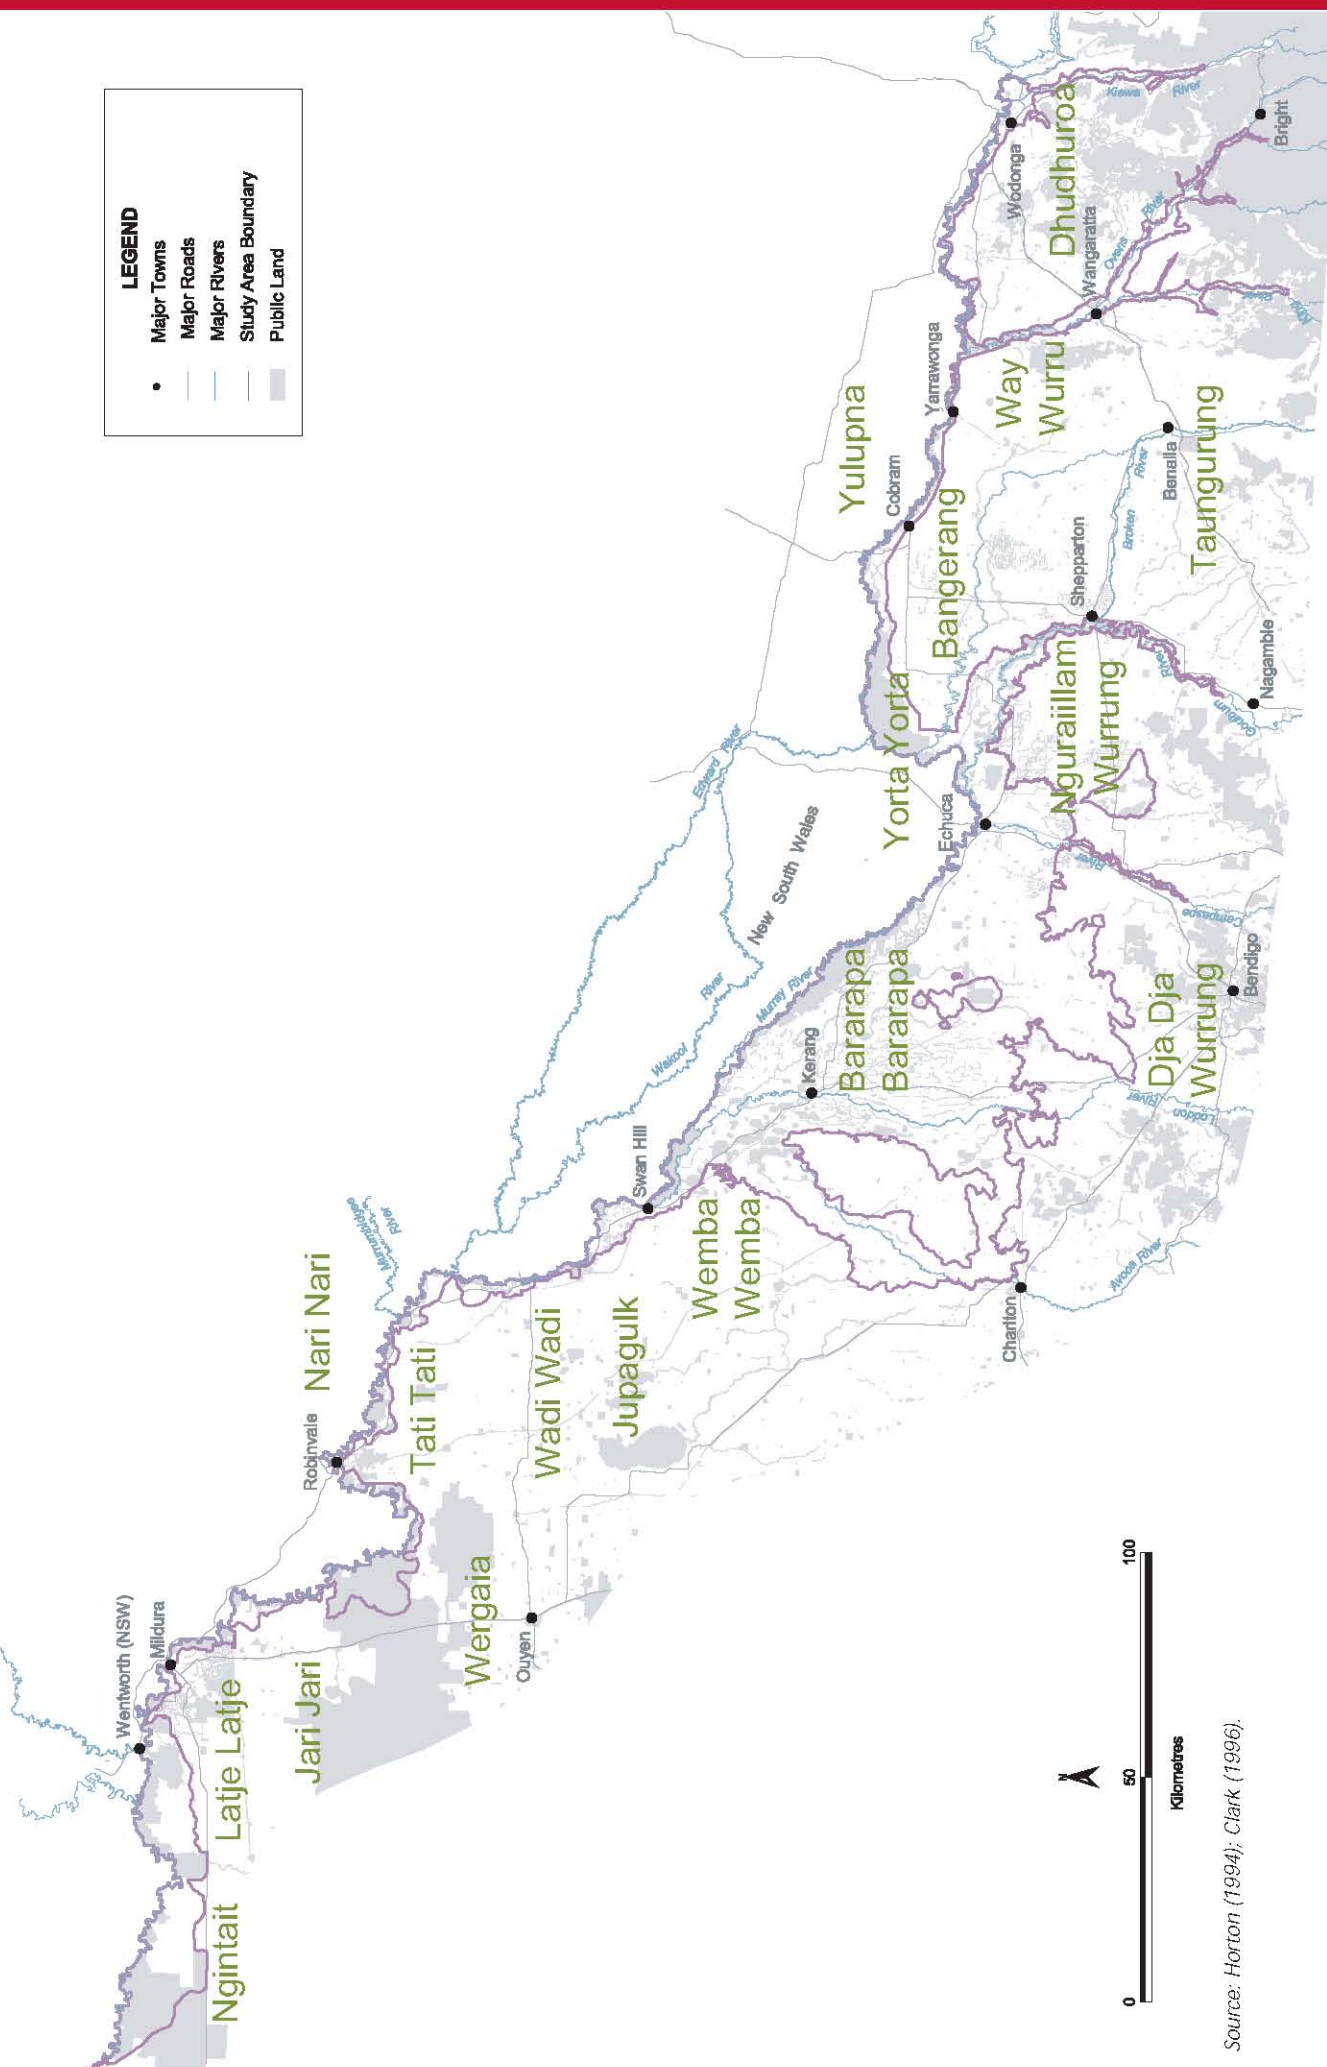 LEGEND
Major Towns
Major Roads
Major Rivers
Study Area Boundary
Public Land
Wentworth (NSW)
Mildura
Ngintait
Latje Latje
Jari Jari
Robinvale
Nari Nari
Murrumbidgee
River
Tati Tati
Wergaia
Ouyen
Wadi Wadi
Jupagulk
Swan Hill
Wemba
Wemba
Charlton
Avoca River
Wakool
River
Murray River
New South Wales
Edward River
Kerang
Bararapa
Bararapa
Dja Dja
Wurrung
Loddon
River
Bendigo
Campaspe
River
Echuca
Yorta Yorta
Nguraiillam
Wurrung
Goulburn
River
Nagambie
Shepparton
Bangerang
Cobram
Yulupna
Yarrawonga
Broken
River
Benalla
Taungurung
Way
Wurru
Wangaratta
Ovens
River
King
River
Wodonga
Dhudhuroa
Kiewa
River
Bright
N
0
50
100
Kilometres
Source: Horton (1994); Clark (1996).